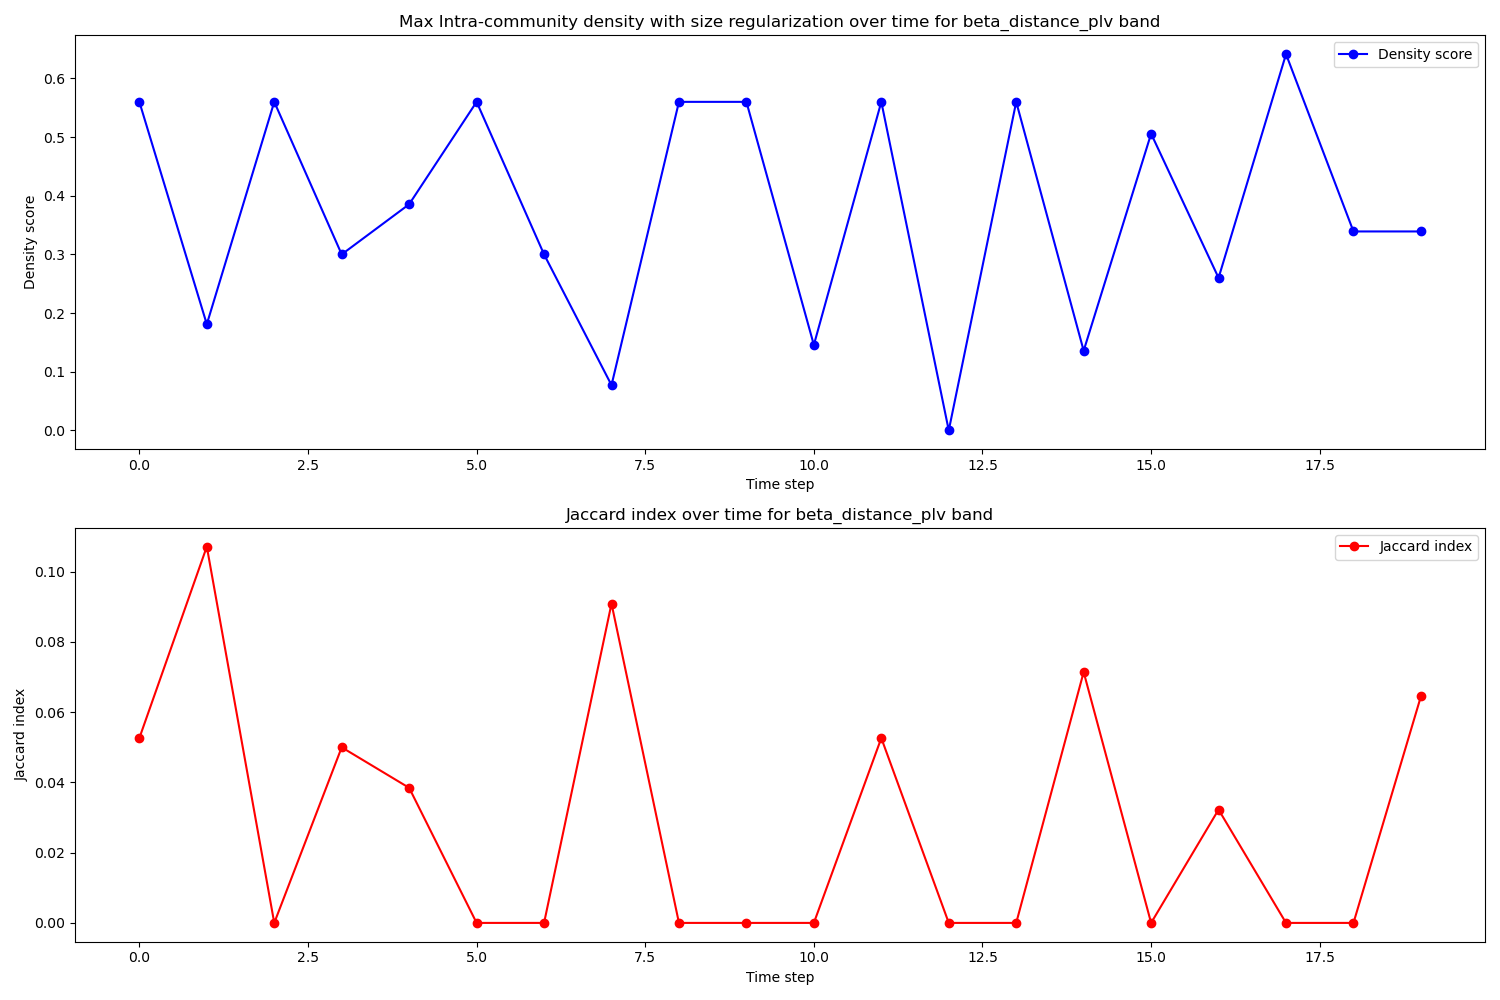 Max Intra-community density with size regularization over time for beta_distance_plv band
Density score
0.6
0.5
0.4
0.3
0.2
0.1
0.0
Density score
0.0 2.5 5.0 7.5 10.0 12.5 15.0 17.5
Time step
Jaccard index over time for beta_distance_plv band
Jaccard index
0.10
0.08
0.06
0.04
0.02
0.00
Jaccard index
0.0 2.5 5.0 7.5 10.0 12.5 15.0 17.5
Time step